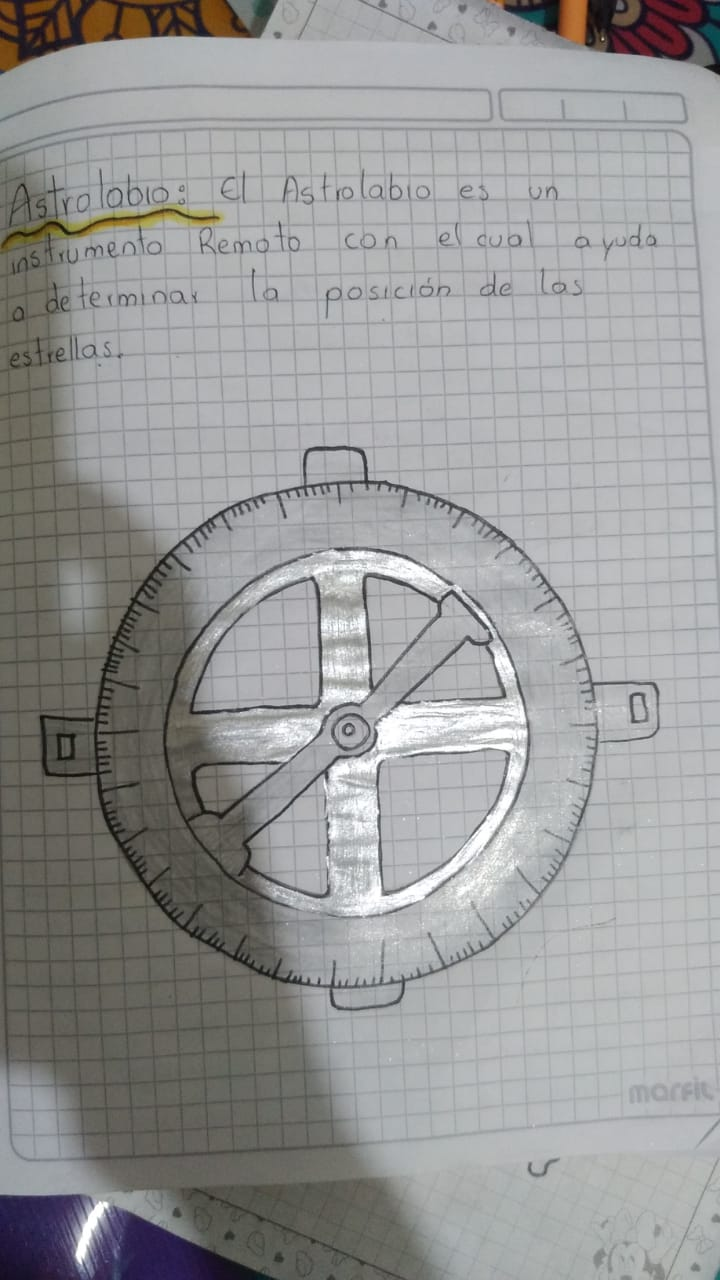 Astrolabio: El Astrolabio es un
instrumento Remoto con el cual ayuda
a determinar la posición de las
estrellas.
marfil